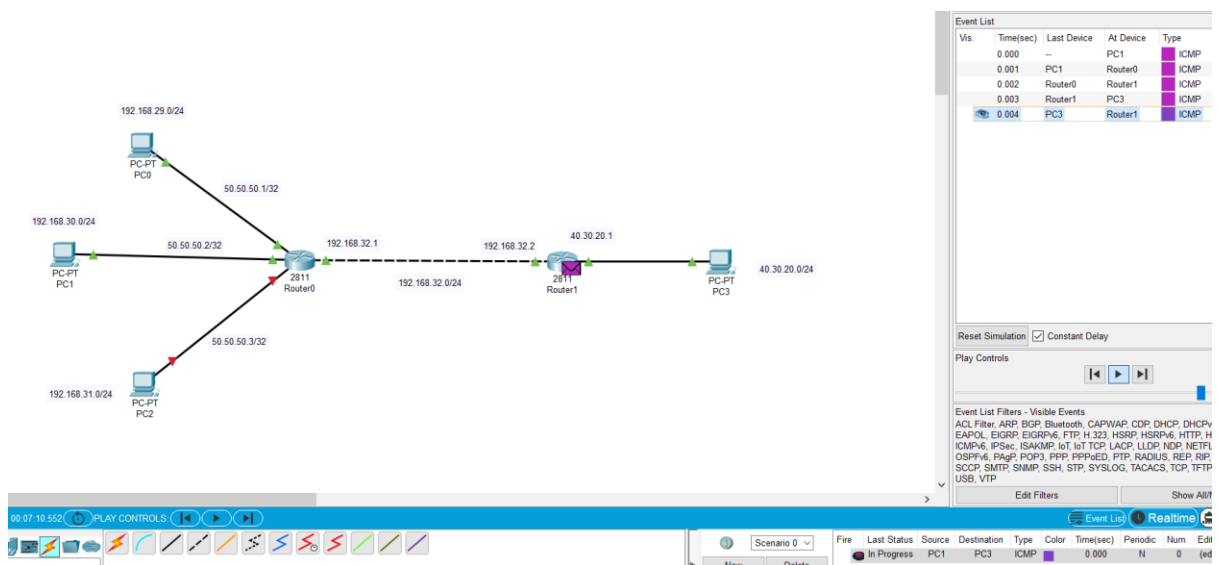 192.168.29.0/24
PC-PT
PC0
50.50.50.1/32
192.168.30.0/24
PC-PT
PC1
50.50.50.2/32
192.168.32.1
2811
Router0
192.168.32.0/24
192.168.32.2
40.30.20.1
2811
Router1
PC-PT
PC3
40.30.20.0/24
50.50.50.3/32
192.168.31.0/24
PC-PT
PC2
Event List
Vis. Time(sec) Last Device At Device Type
0.000 -- PC1 ICMP
0.001 PC1 Router0 ICMP
0.002 Router0 Router1 ICMP
0.003 Router1 PC3 ICMP
0.004 PC3 Router1 ICMP
Reset Simulation Constant Delay
Play Controls
Event List Filters - Visible Events
ACL Filter, ARP, BGP, Bluetooth, CAPWAP, CDP, DHCP, DHCPv
EAPOL, EIGRP, EIGRPv6, FTP, H.323, HSRP, HSRPv6, HTTP, H
ICMPv6, IPSec, ISAKMP, IoT, IoT TCP, LACP, LLDP, NDP, NETFL
OSPFv6, PAgP, POP3, PPP, PPPoED, PTP, RADIUS, REP, RIP,
SCCP, SMTP, SNMP, SSH, STP, SYSLOG, TACACS, TCP, TFTP
USB, VTP
Edit Filters Show All/N
00:07:10.552 PLAY CONTROLS: Event List Realtime
Scenario 0
New Delete
Fire Last Status Source Destination Type Color Time(sec) Periodic Num Edit
In Progress PC1 PC3 ICMP 0.000 N 0 (ed